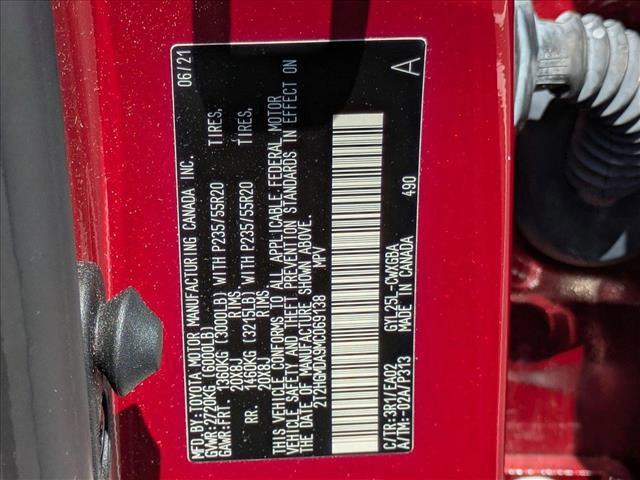 MFD. BY: TOYOTA MOTOR MANUFACTURING CANADA INC. 06/21
GVWR: 2720KG (6000LB)
GAWR: FRT. 1360KG (3000LB) WITH P235/55R20 TIRES,
20X8J RIMS
RR. 1460KG (3215LB) WITH P235/55R20 TIRES,
20X8J RIMS
THIS VEHICLE CONFORMS TO ALL APPLICABLE FEDERAL MOTOR
VEHICLE SAFETY AND THEFT PREVENTION STANDARDS IN EFFECT ON
THE DATE OF MANUFACTURE SHOWN ABOVE.
2T2H6MDA9MC069138 MPV
A
490
C/TR: 3R1/EA02 GYL25L-CWXGBA
A/TM: -02A/P313 MADE IN CANADA